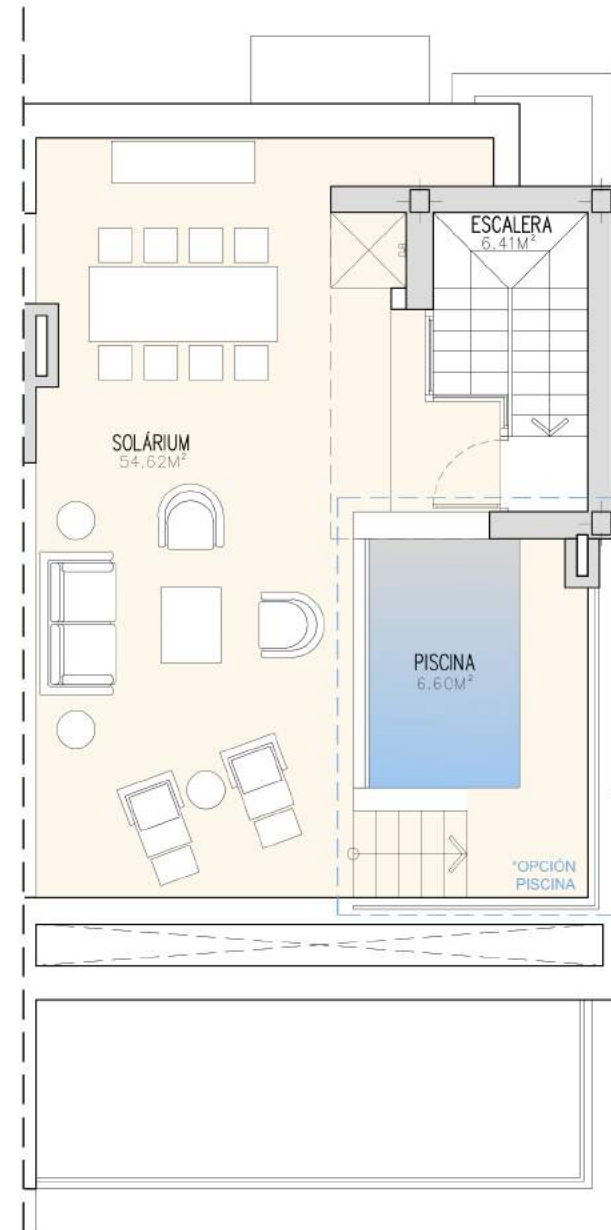 ESCALERA
6,41M²
SOLÁRIUM
54,62M²
PISCINA
6,60M²
*OPCIÓN
PISCINA